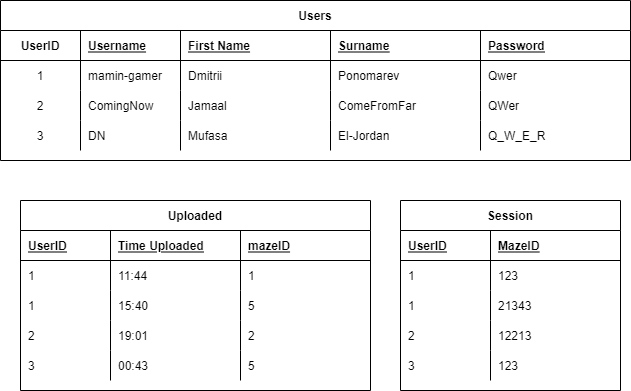 Users
UserID Username First Name Surname Password
1 mamin-gamer Dmitrii Ponomarev Qwer
2 ComingNow Jamaal ComeFromFar QWer
3 DN Mufasa El-Jordan Q_W_E_R
Uploaded
UserID Time Uploaded mazeID
1 11:44 1
1 15:40 5
2 19:01 2
3 00:43 5
Session
UserID MazeID
1 123
1 21343
2 12213
3 123